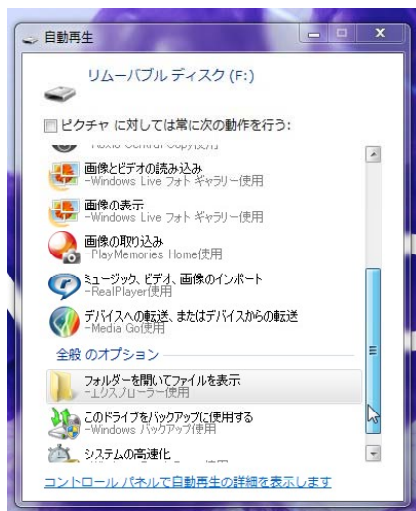 自動再生
リムーバブル ディスク (F:)
ピクチャ に対しては常に次の動作を行う:
画像とビデオの読み込み
-Windows Live フォト ギャラリー使用
画像の表示
-Windows Live フォト ギャラリー使用
画像の取り込み
-PlayMemories Home使用
ミュージック、ビデオ、画像のインポート
-RealPlayer使用
デバイスへの転送、またはデバイスからの転送
-Media Go使用
全般 のオプション
フォルダーを開いてファイルを表示
-エクスプローラー使用
このドライブをバックアップに使用する
-Windows バックアップ使用
システムの高速化
コントロール パネルで自動再生の詳細を表示します